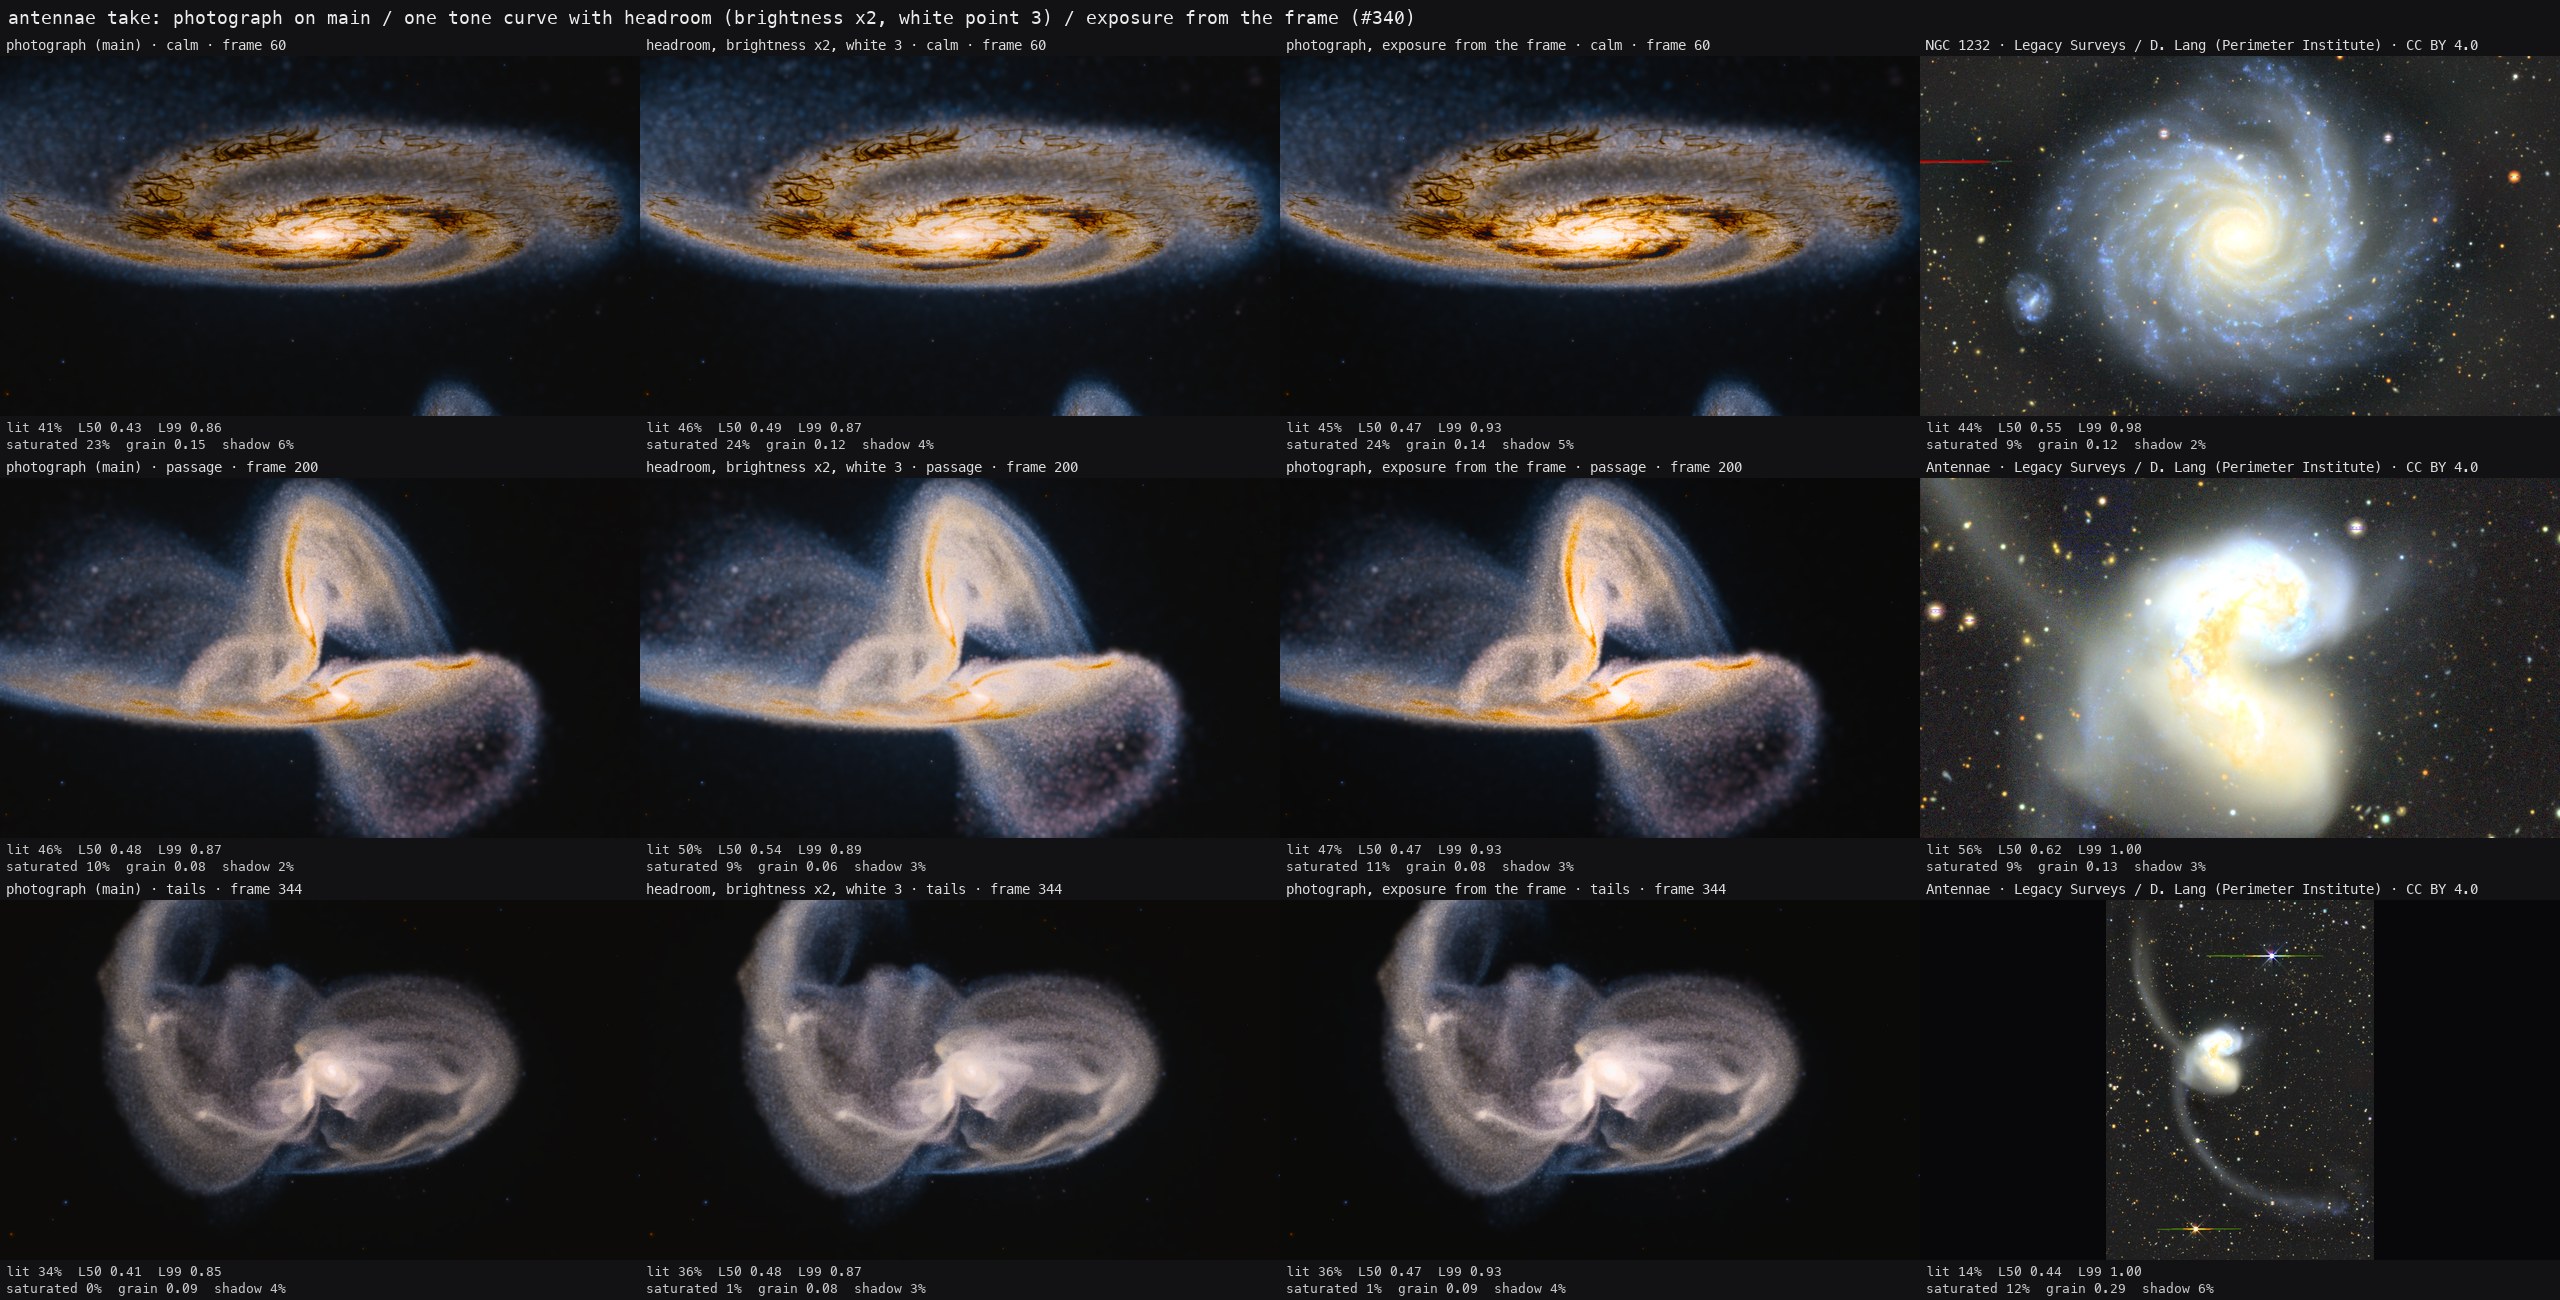 antennae take: photograph on main / one tone curve with headroom (brightness x2, white point 3) / exposure from the frame (#340)
photograph (main) · calm · frame 60
headroom, brightness x2, white 3 · calm · frame 60
photograph, exposure from the frame · calm · frame 60
NGC 1232 · Legacy Surveys / D. Lang (Perimeter Institute) · CC BY 4.0
lit 41%  L50 0.43  L99 0.86
saturated 23%  grain 0.15  shadow 6%
lit 46%  L50 0.49  L99 0.87
saturated 24%  grain 0.12  shadow 4%
lit 45%  L50 0.47  L99 0.93
saturated 24%  grain 0.14  shadow 5%
lit 44%  L50 0.55  L99 0.98
saturated 9%  grain 0.12  shadow 2%
photograph (main) · passage · frame 200
headroom, brightness x2, white 3 · passage · frame 200
photograph, exposure from the frame · passage · frame 200
Antennae · Legacy Surveys / D. Lang (Perimeter Institute) · CC BY 4.0
lit 46%  L50 0.48  L99 0.87
saturated 10%  grain 0.08  shadow 2%
lit 50%  L50 0.54  L99 0.89
saturated 9%  grain 0.06  shadow 3%
lit 47%  L50 0.47  L99 0.93
saturated 11%  grain 0.08  shadow 3%
lit 56%  L50 0.62  L99 1.00
saturated 9%  grain 0.13  shadow 3%
photograph (main) · tails · frame 344
headroom, brightness x2, white 3 · tails · frame 344
photograph, exposure from the frame · tails · frame 344
Antennae · Legacy Surveys / D. Lang (Perimeter Institute) · CC BY 4.0
lit 34%  L50 0.41  L99 0.85
saturated 0%  grain 0.09  shadow 4%
lit 36%  L50 0.48  L99 0.87
saturated 1%  grain 0.08  shadow 3%
lit 36%  L50 0.47  L99 0.93
saturated 1%  grain 0.09  shadow 4%
lit 14%  L50 0.44  L99 1.00
saturated 12%  grain 0.29  shadow 6%